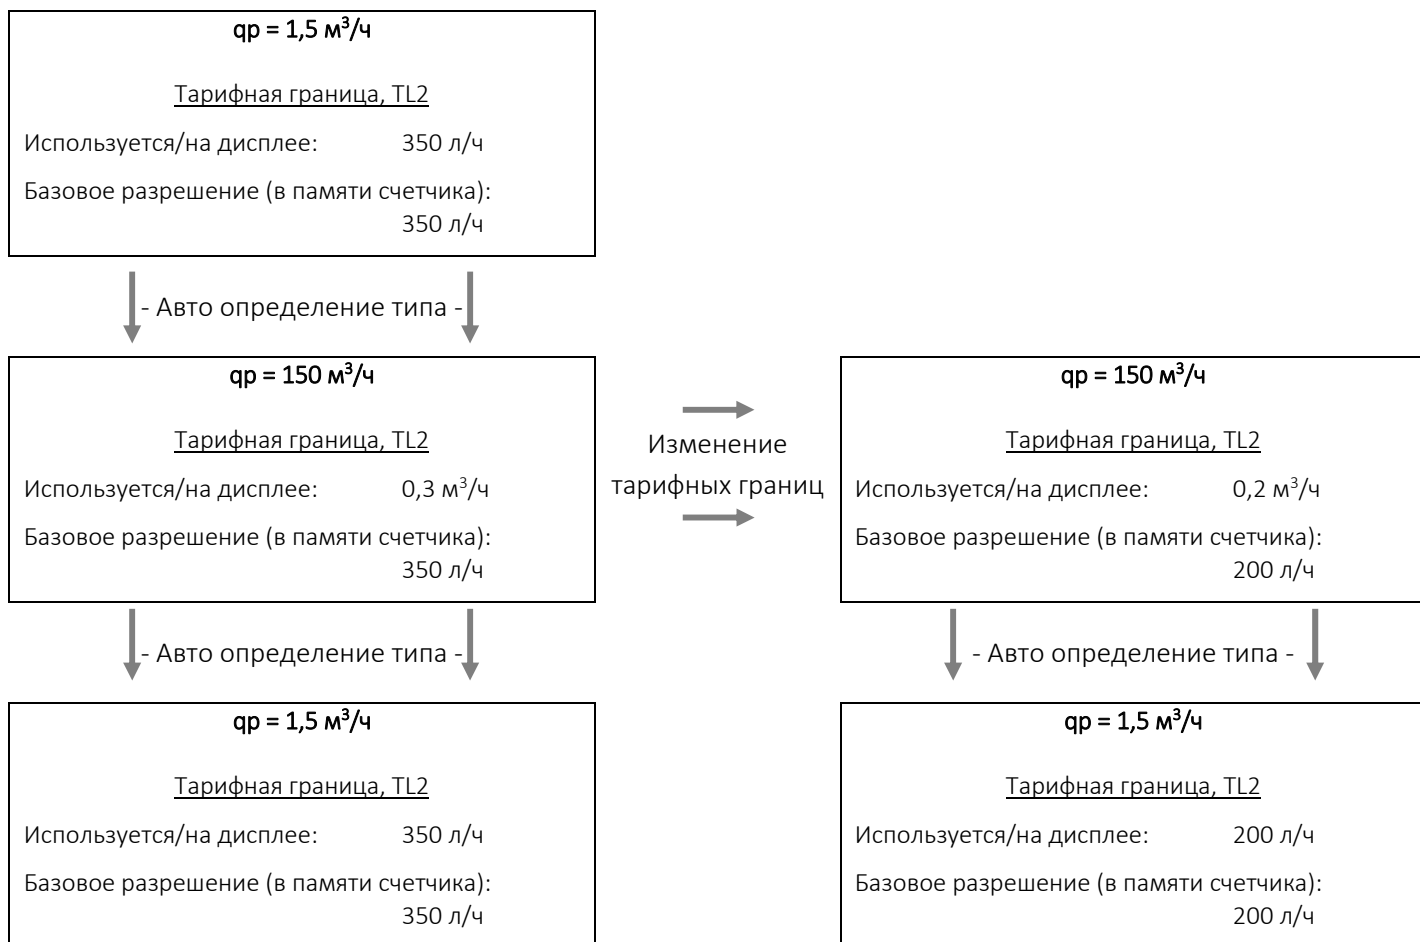 qp = 1,5 м³/ч
Тарифная граница, TL2
Используется/на дисплее: 350 л/ч
Базовое разрешение (в памяти счетчика):
350 л/ч
- Авто определение типа -
qp = 150 м³/ч
Тарифная граница, TL2
Используется/на дисплее: 0,3 м³/ч
Базовое разрешение (в памяти счетчика):
350 л/ч
Изменение
тарифных границ
qp = 150 м³/ч
Тарифная граница, TL2
Используется/на дисплее: 0,2 м³/ч
Базовое разрешение (в памяти счетчика):
200 л/ч
- Авто определение типа -
- Авто определение типа -
qp = 1,5 м³/ч
Тарифная граница, TL2
Используется/на дисплее: 350 л/ч
Базовое разрешение (в памяти счетчика):
350 л/ч
qp = 1,5 м³/ч
Тарифная граница, TL2
Используется/на дисплее: 200 л/ч
Базовое разрешение (в памяти счетчика):
200 л/ч